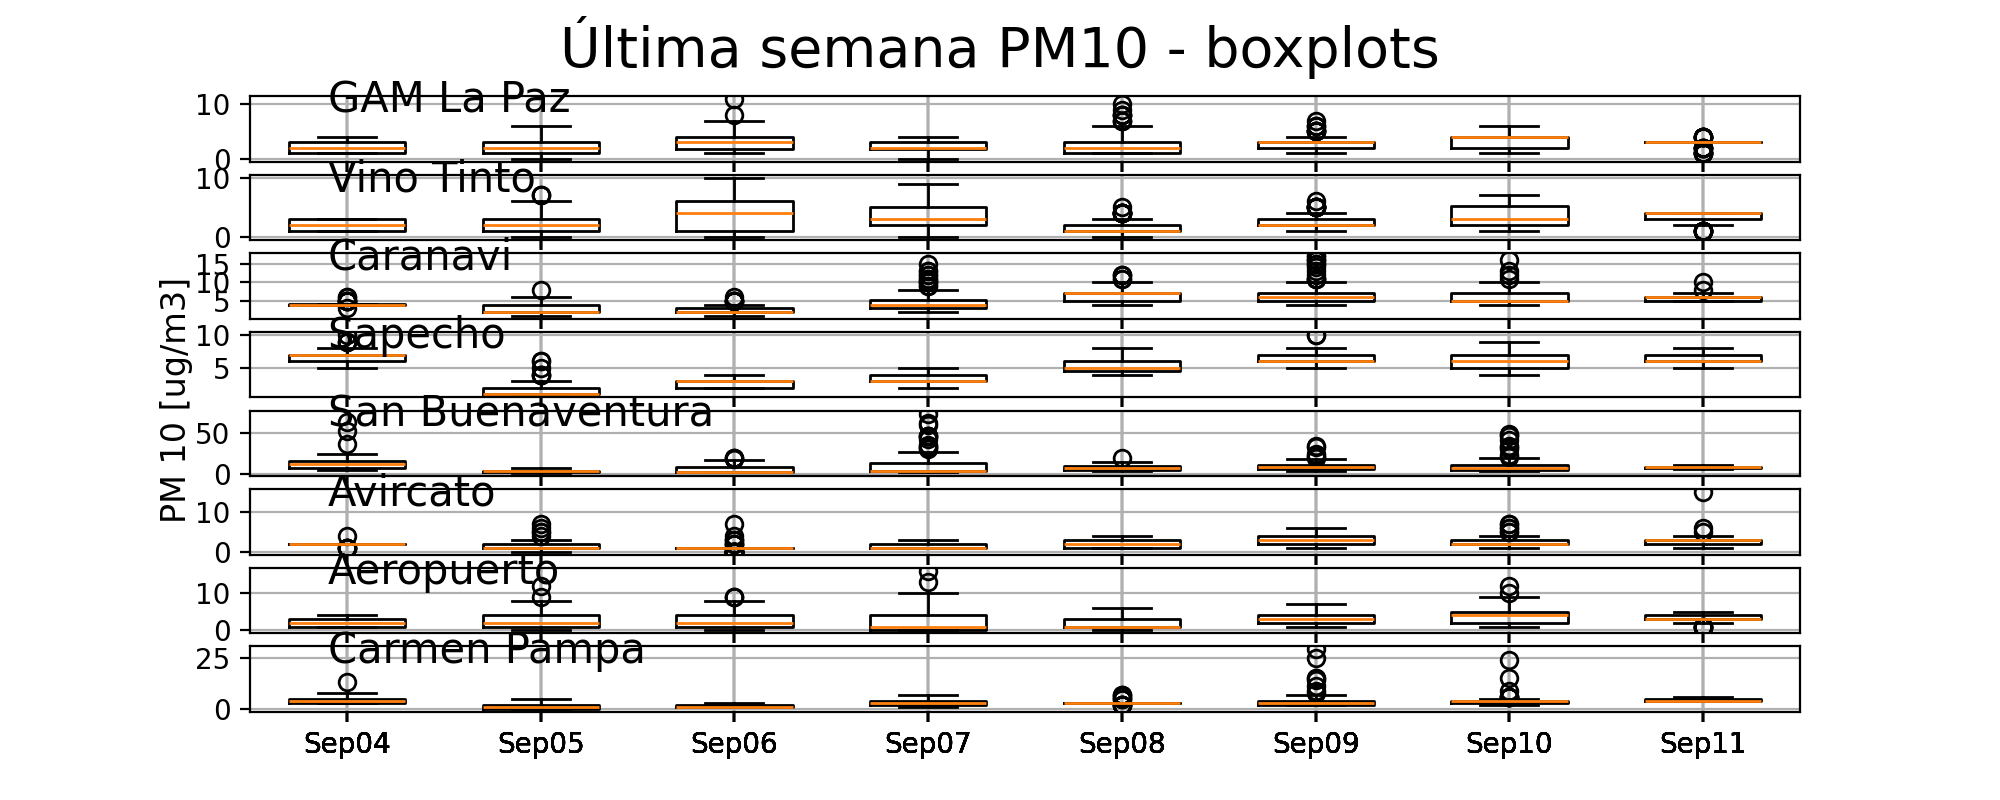 Última semana PM10 - boxplots
GAM La Paz
10
0
Vino Tinto
10
0
Caranavi
15
10
5
Sapecho
10
5
San Buenaventura
50
0
Avircato
10
0
Aeropuerto
10
0
Carmen Pampa
25
0
PM 10 [ug/m3]
Sep04 Sep05 Sep06 Sep07 Sep08 Sep09 Sep10 Sep11